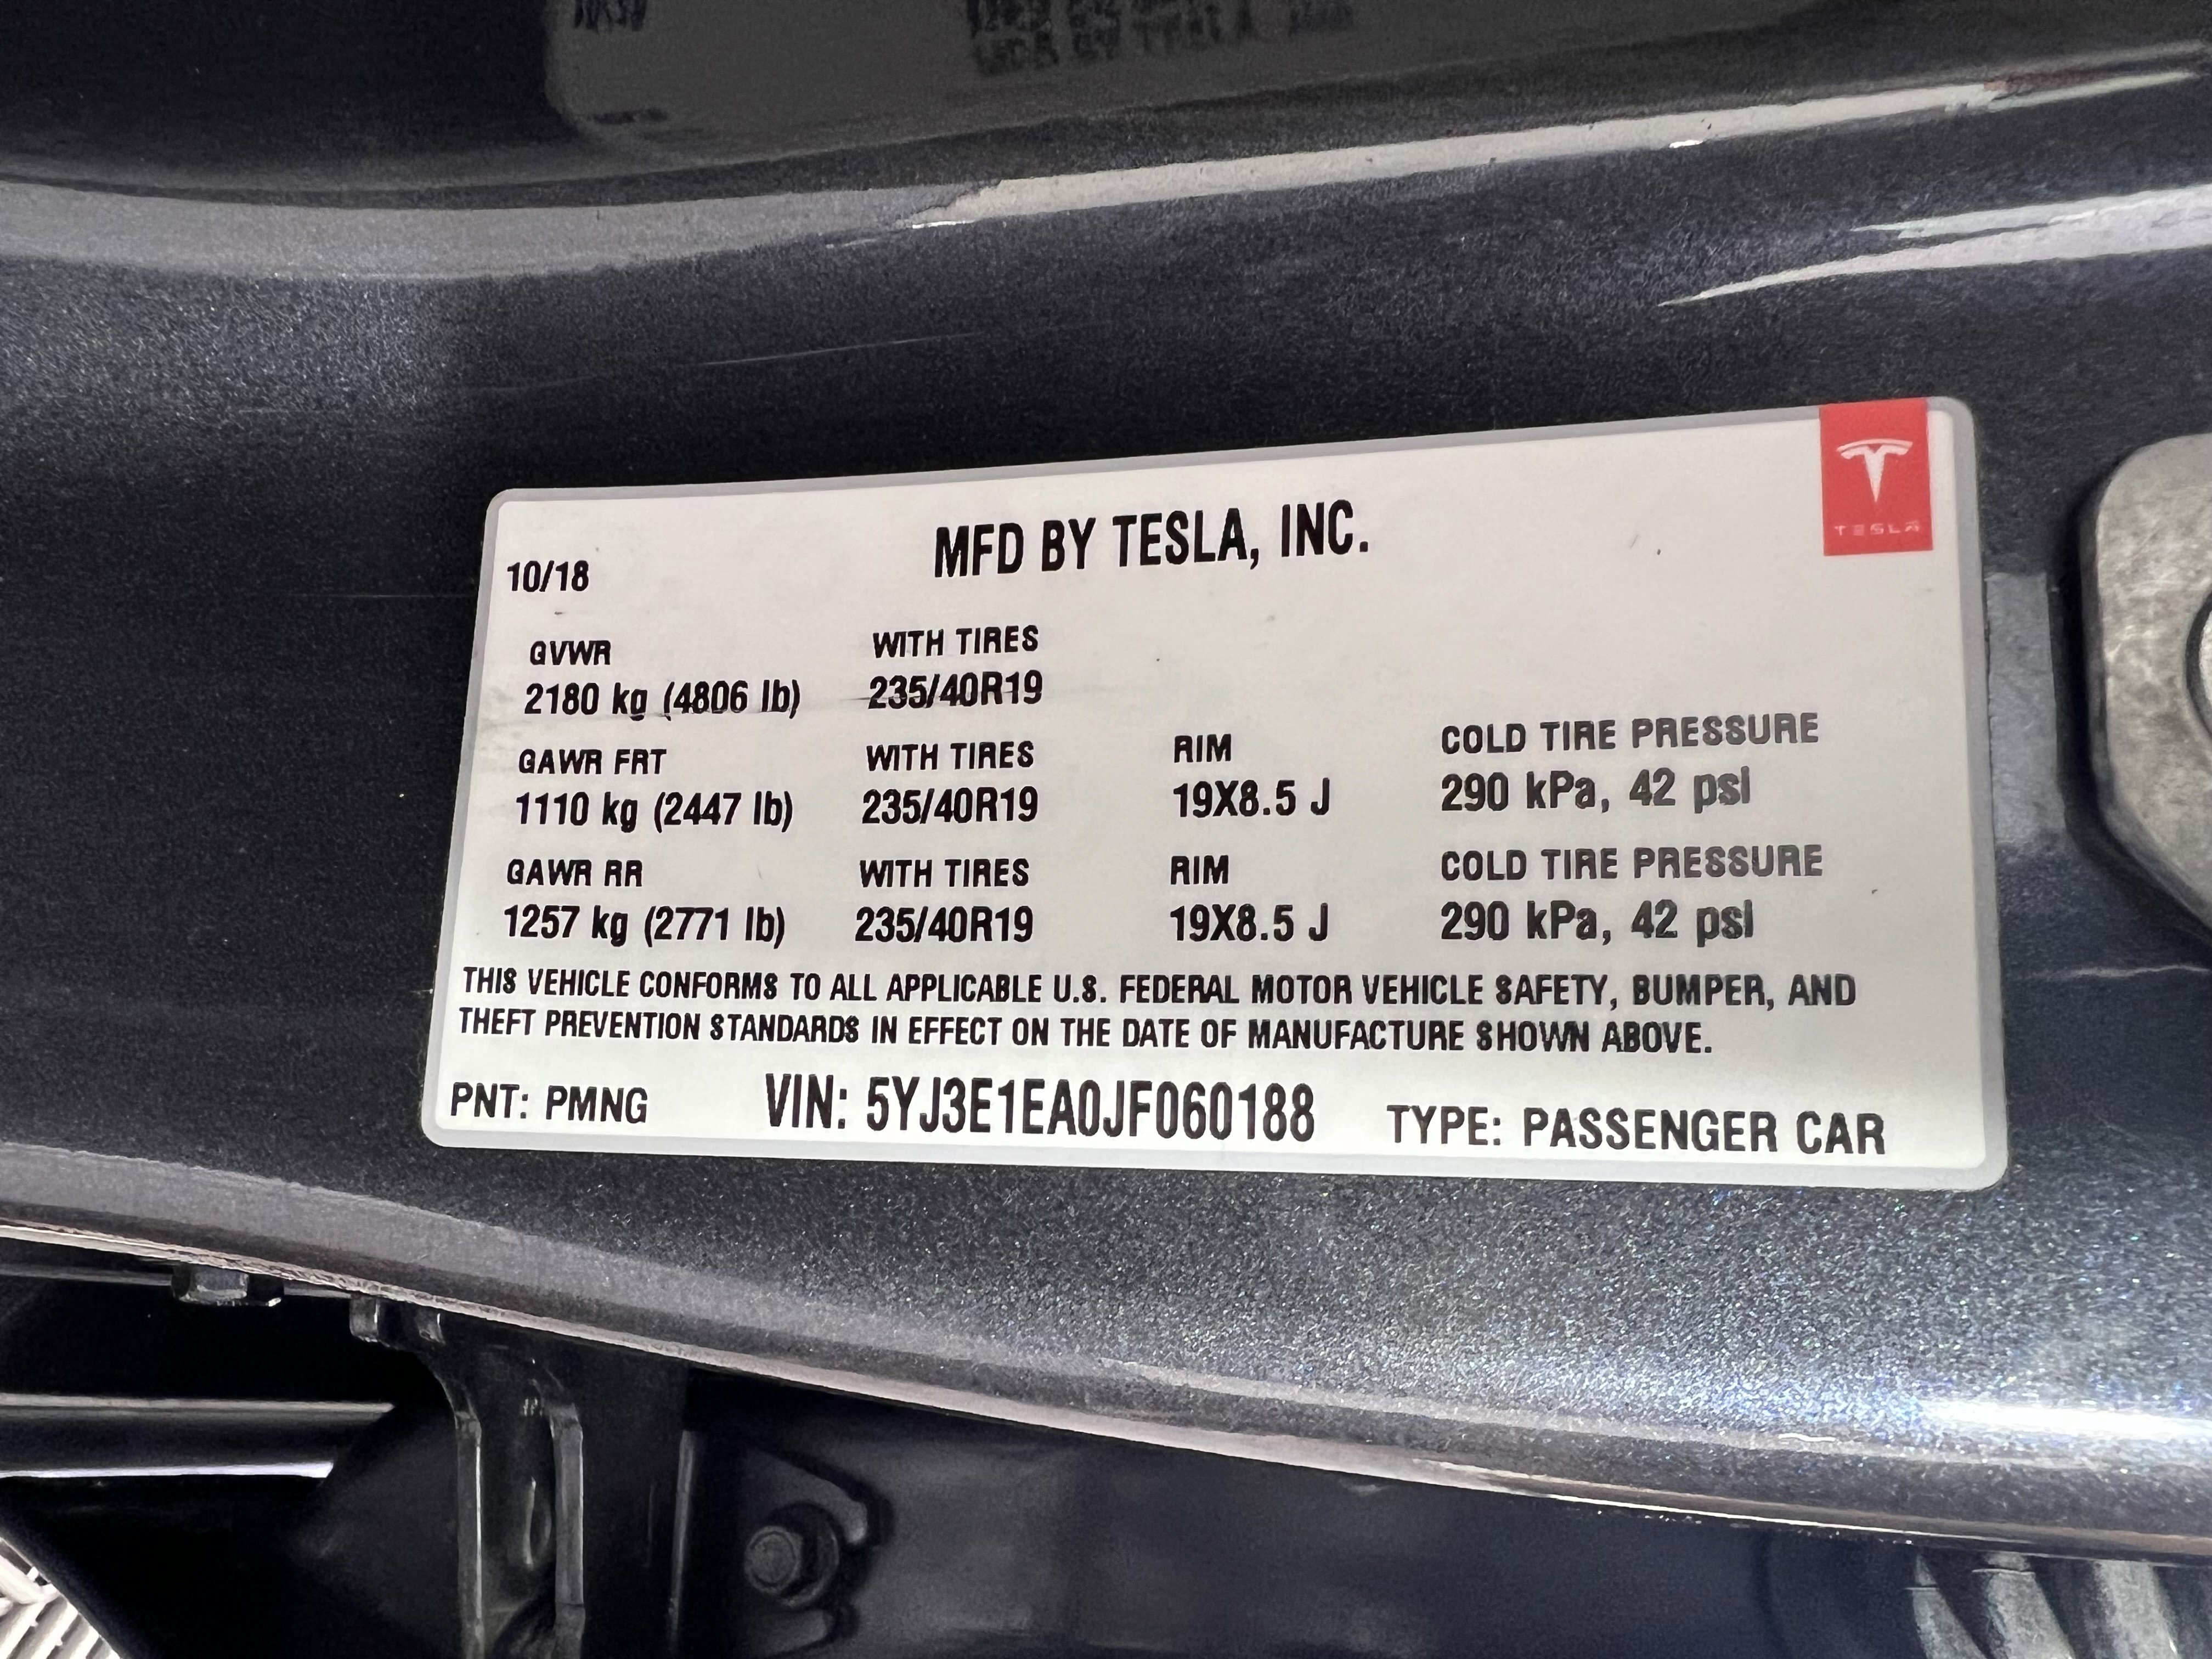 MFD BY TESLA, INC.
TESLA
10/18
GVWR WITH TIRES
2180 kg (4806 lb) 235/40R19
GAWR FRT WITH TIRES RIM COLD TIRE PRESSURE
1110 kg (2447 lb) 235/40R19 19X8.5 J 290 kPa, 42 psi
GAWR RR WITH TIRES RIM COLD TIRE PRESSURE
1257 kg (2771 lb) 235/40R19 19X8.5 J 290 kPa, 42 psi
THIS VEHICLE CONFORMS TO ALL APPLICABLE U.S. FEDERAL MOTOR VEHICLE SAFETY, BUMPER, AND
THEFT PREVENTION STANDARDS IN EFFECT ON THE DATE OF MANUFACTURE SHOWN ABOVE.
PNT: PMNG VIN: 5YJ3E1EA0JF060188 TYPE: PASSENGER CAR